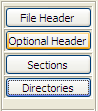 File Header
Optional Header
Sections
Directories